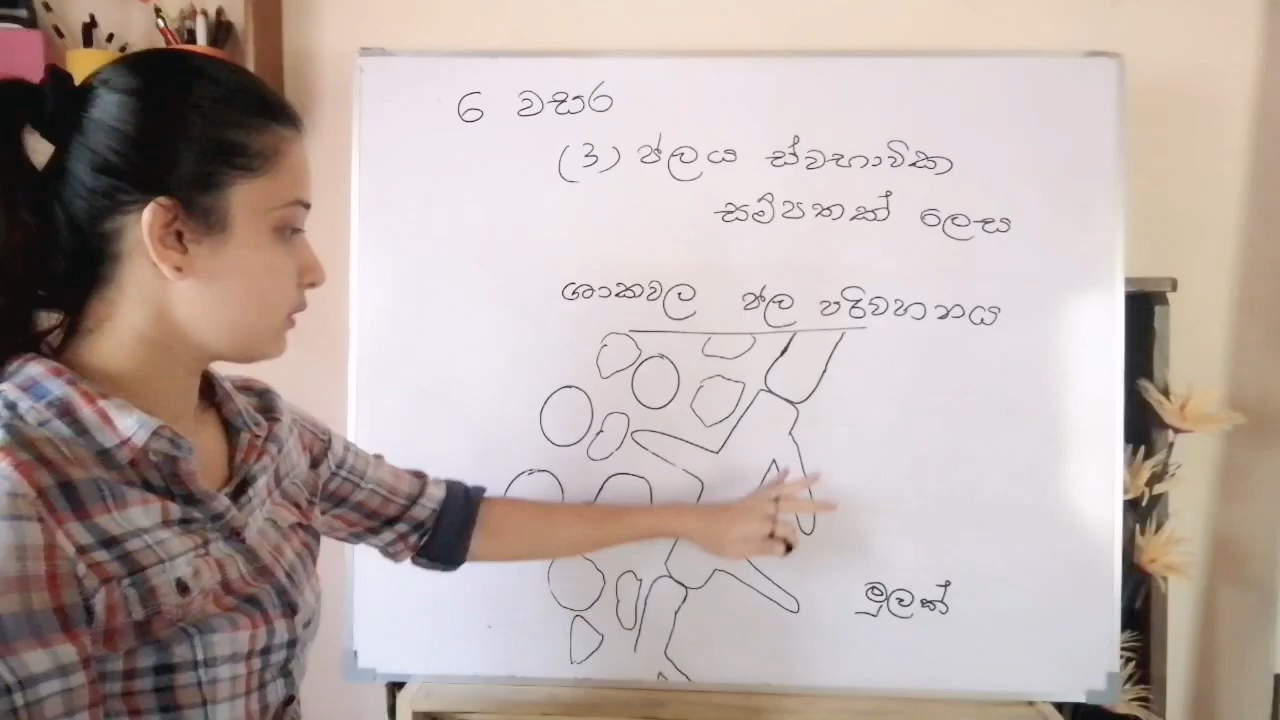 6 වසර
(3) ජලය ස්වභාවික
සම්පතක් ලෙස
ශාකවල ජල පරිවහනය
මුලක්